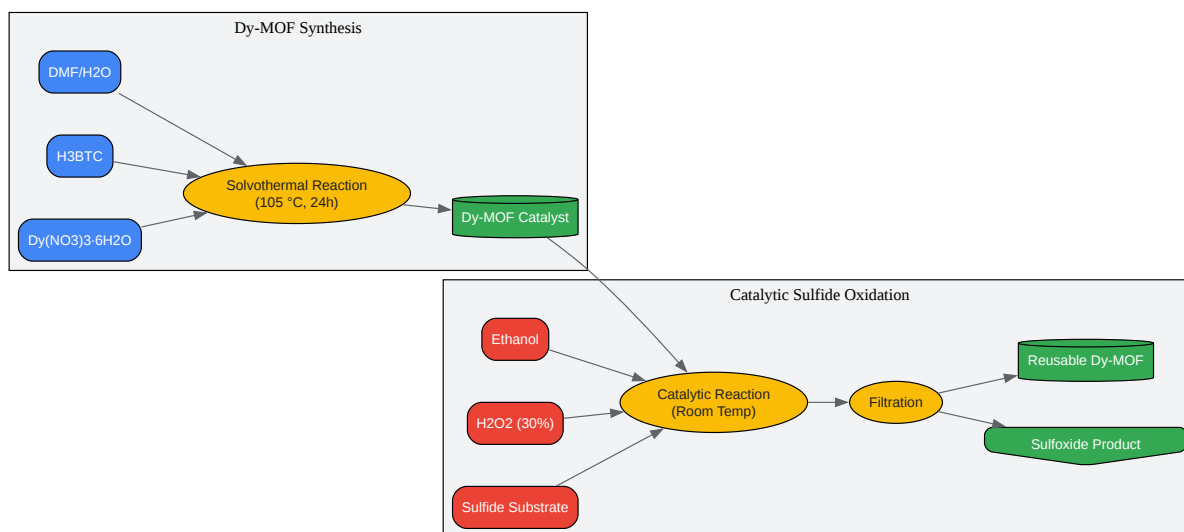 Dy-MOF Synthesis
DMF/H2O
H3BTC
Dy(NO3)3·6H2O
Solvothermal Reaction
(105 °C, 24h)
Dy-MOF Catalyst
Catalytic Sulfide Oxidation
Ethanol
H2O2 (30%)
Sulfide Substrate
Catalytic Reaction
(Room Temp)
Filtration
Reusable Dy-MOF
Sulfoxide Product